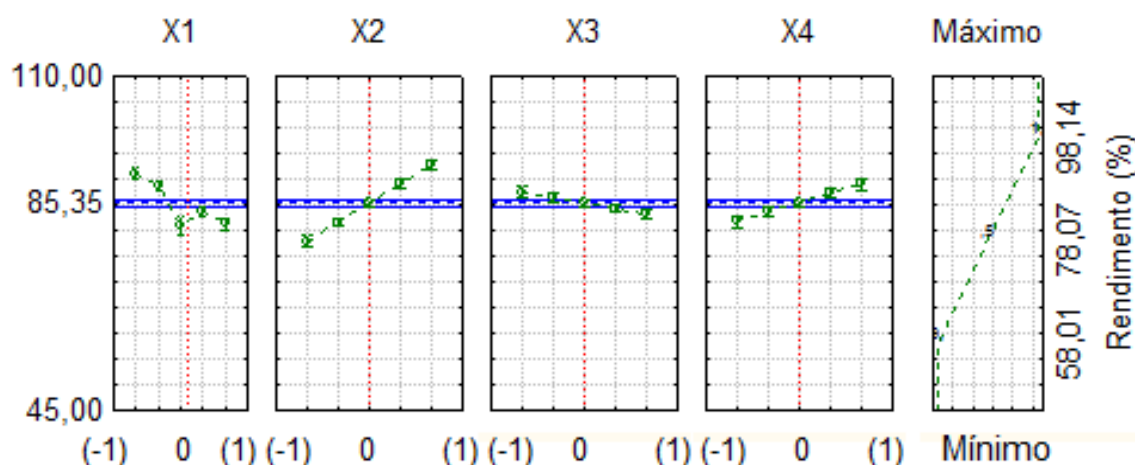 X1 X2 X3 X4 Máximo
110,00
85,35
45,00
98,14
78,07
58,01
Rendimento (%)
(-1) 0 (1) (-1) 0 (1) (-1) 0 (1) (-1) 0 (1) Mínimo